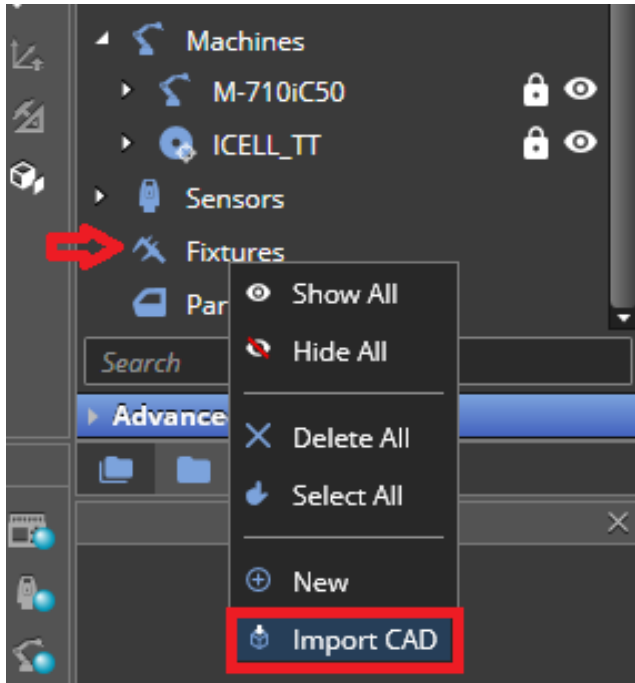 Machines
M-710iC50
ICELL_TT
Sensors
Fixtures
Par
Show All
Hide All
Search
Advance
Delete All
Select All
New
Import CAD